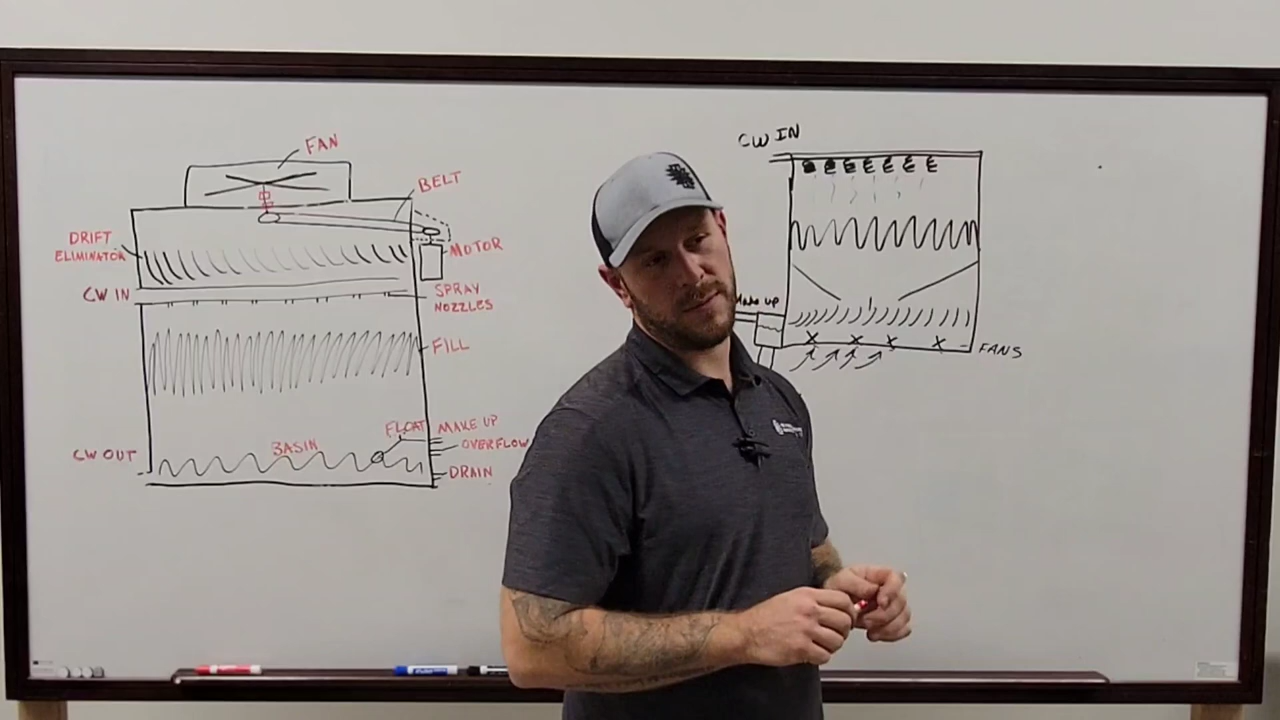 FAN
BELT
DRIFT
ELIMINATOR
MOTOR
CW IN
SPRAY
NOZZLES
FILL
FLOAT
MAKE UP
BASIN
OVERFLOW
CW OUT
DRAIN
CW IN
Make up
FANS